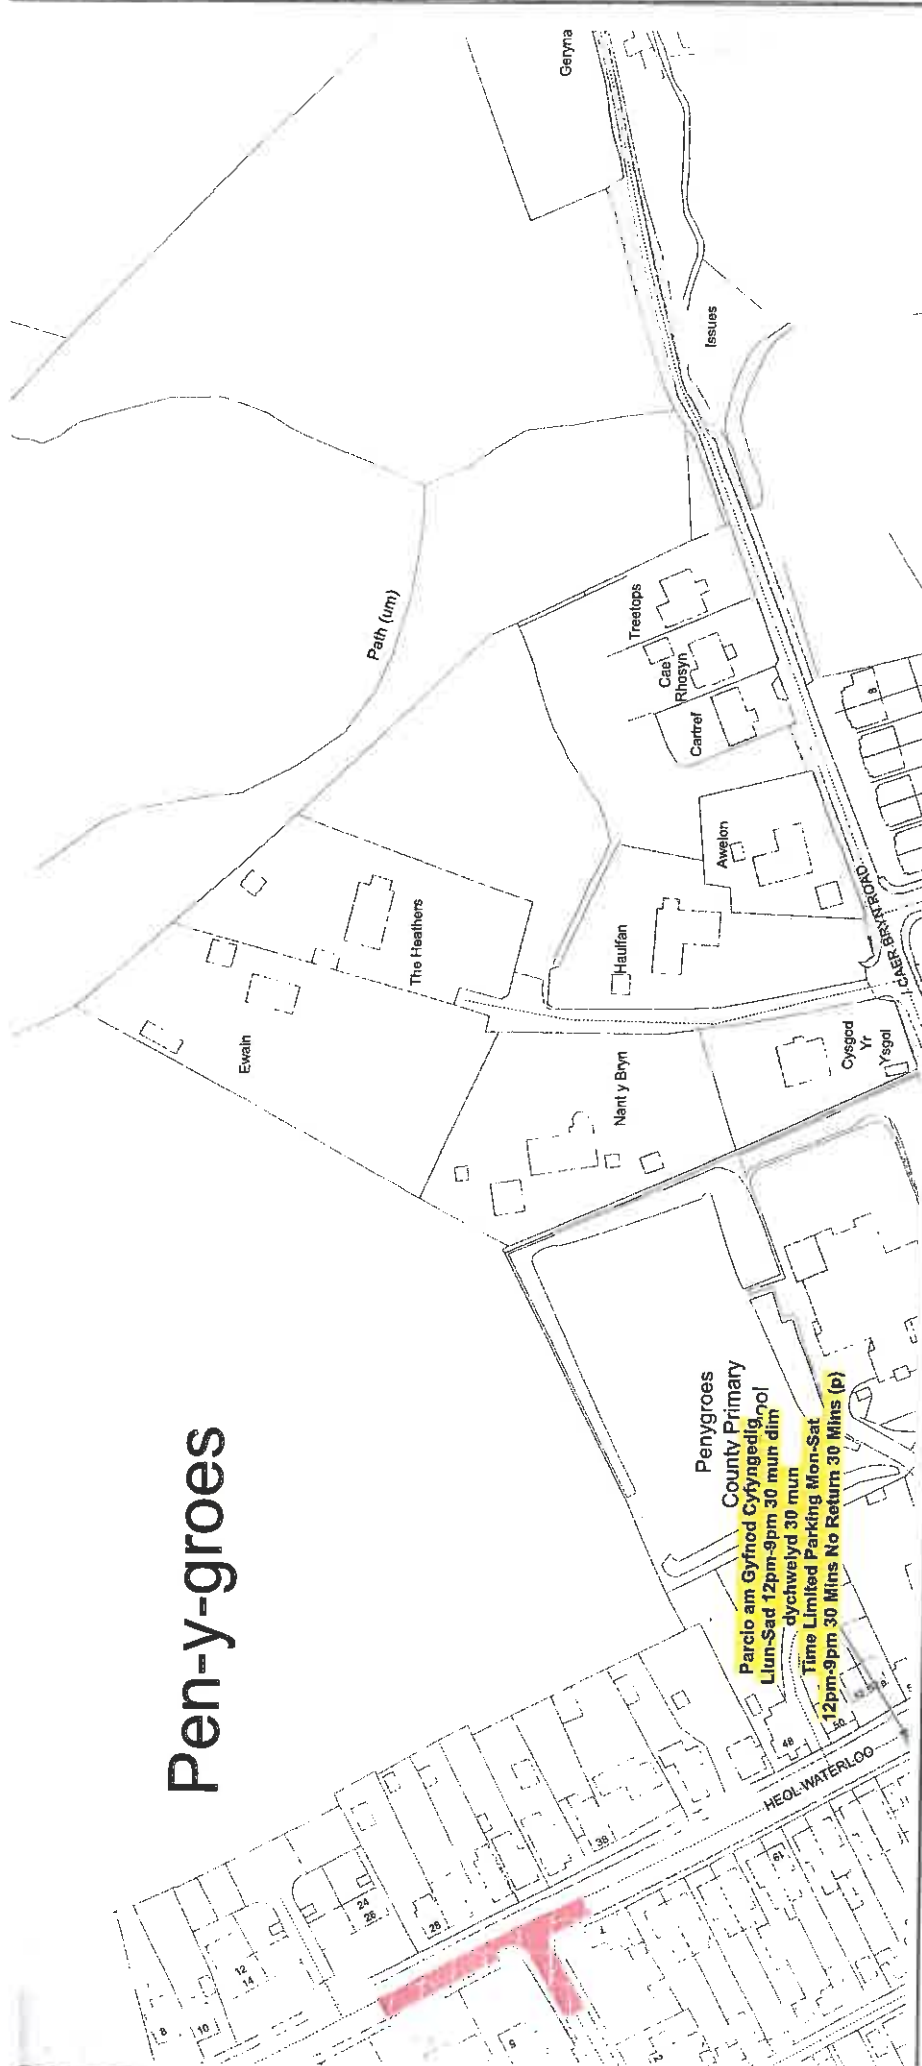 Pen-y-groes
Geryna
Issues
Path (um)
Treetops
Cae
Rhosyn
Cartref
Awelon
The Heathers
Haulfan
Ewain
Nant y Bryn
CAER BRYN ROAD
Cysgod
Yr
Ysgol
8
Penygroes
County Primary
ool
Parcio am Gyfnod Cyfyngedig
Llun-Sad 12pm-9pm 30 mun dim
dychwelyd 30 mun
Time Limited Parking Mon-Sat
12pm-9pm 30 Mins No Return 30 Mins (p)
HEOL WATERLOO
48
50
61
38
28
24
26
12
14
10
8
9